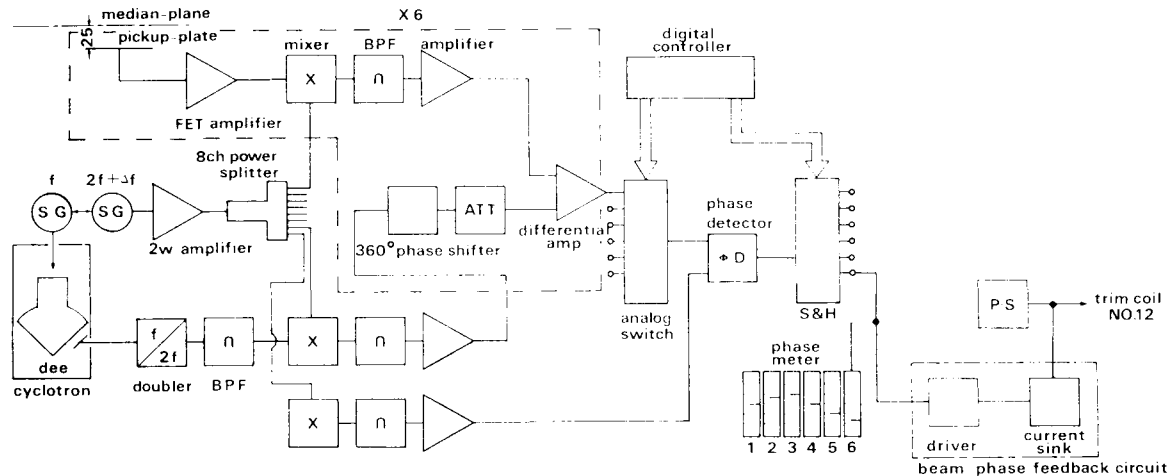 median-plane
25
pickup-plate
X 6
mixer
BPF
amplifier
digital
controller
X
∩
FET amplifier
8ch power
splitter
f
2f+Δf
SG
SG
2w amplifier
ATT
360° phase shifter
differential
amp
phase
detector
ΦD
analog
switch
S&H
PS
trim coil
NO.12
f/2f
∩
X
∩
dee
cyclotron
doubler
BPF
phase
meter
X
∩
1 2 3 4 5 6
driver
current
sink
beam phase feedback circuit